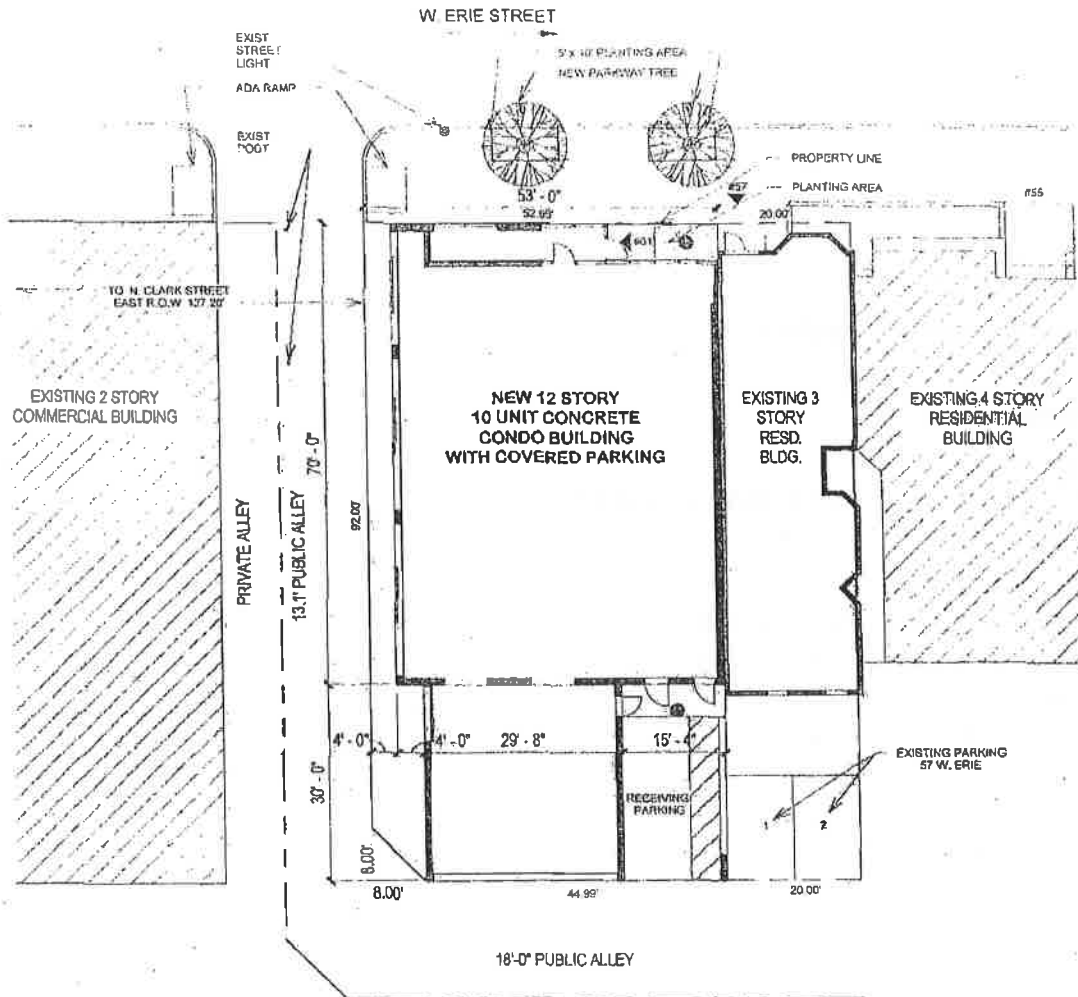 W. ERIE STREET
EXIST
STREET
LIGHT
ADA RAMP
EXIST
POST
5' x 10' PLANTING AREA
NEW PARKWAY TREE
PROPERTY LINE
PLANTING AREA
#57
#55
53' - 0"
52.99'
20.00'
601
TO N. CLARK STREET
EAST R.O.W 127.20'
EXISTING 2 STORY
COMMERCIAL BUILDING
NEW 12 STORY
10 UNIT CONCRETE
CONDO BUILDING
WITH COVERED PARKING
EXISTING 3
STORY
RESD.
BLDG.
EXISTING 4 STORY
RESIDENTIAL
BUILDING
PRIVATE ALLEY
13.1' PUBLIC ALLEY
70' - 0"
92.00'
4' - 0"
4' - 0"
29' - 8"
15' - 4"
30' - 0"
RECEIVING
PARKING
EXISTING PARKING
57 W. ERIE
1
2
8.00'
8.00'
44.99'
20.00'
18'-0" PUBLIC ALLEY